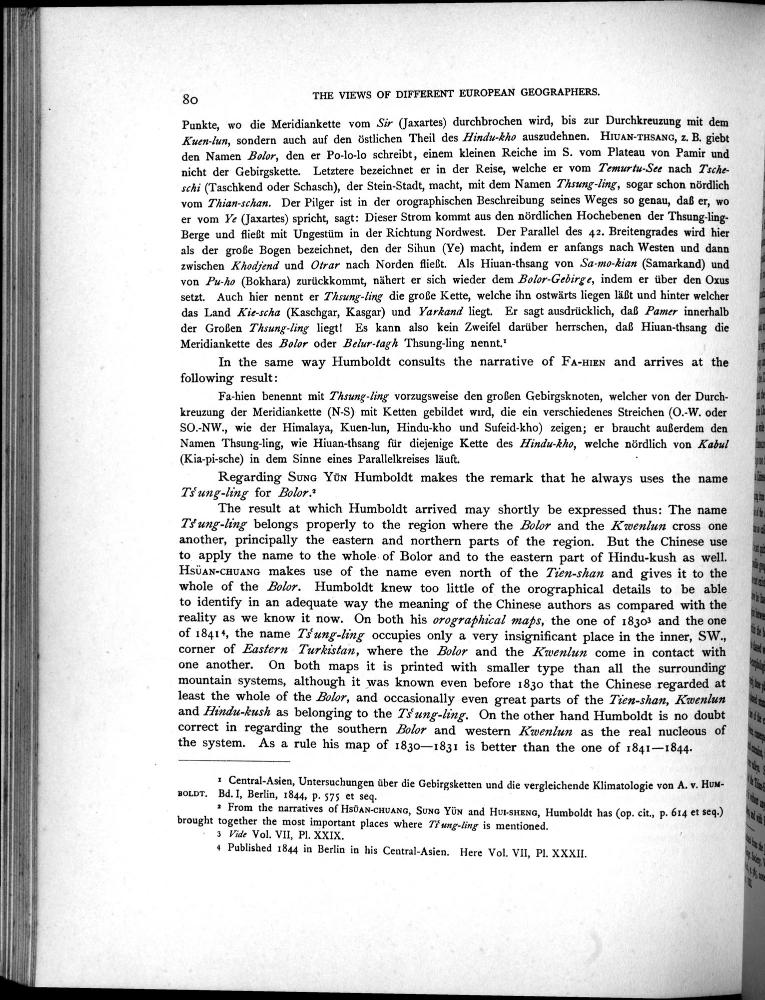 80
THE VIEWS OF DIFFERENT EUROPEAN GEOGRAPHERS.
Punkte, wo die Meridiankette vom Sir (Jaxartes) durchbrochen wird, bis zur Durchkreuzung mit dem
Kuen-lun, sondern auch auf den östlichen Theil des Hindu-kho auszudehnen. HIUAN-THSANG, z. B. giebt
den Namen Bolor, den er Po-lo-lo schreibt, einem kleinen Reiche im S. vom Plateau von Pamir und
nicht der Gebirgskette. Letztere bezeichnet er in der Reise, welche er vom Temurtu-See nach Tsche-
schi (Taschkend oder Schasch), der Stein-Stadt, macht, mit dem Namen Thsung-ling, sogar schon nördlich
vom Thian-schan. Der Pilger ist in der orographischen Beschreibung seines Weges so genau, daß er, wo
er vom Ye (Jaxartes) spricht, sagt: Dieser Strom kommt aus den nördlichen Hochebenen der Thsung-ling-
Berge und fließt mit Ungestüm in der Richtung Nordwest. Der Parallel des 42. Breitengrades wird hier
als der große Bogen bezeichnet, den der Sihun (Ye) macht, indem er anfangs nach Westen und dann
zwischen Khodjend und Otrar nach Norden fließt. Als Hiuan-thsang von Sa-mo-kian (Samarkand) und
von Pu-ho (Bokhara) zurückkommt, nähert er sich wieder dem Bolor-Gebirge, indem er über den Oxus
setzt. Auch hier nennt er Thsung-ling die große Kette, welche ihn ostwärts liegen läßt und hinter welcher
das Land Kie-scha (Kaschgar, Kasgar) und Yarkand liegt. Er sagt ausdrücklich, daß Pamer innerhalb
der Großen Thsung-ling liegt! Es kann also kein Zweifel darüber herrschen, daß Hiuan-thsang die
Meridiankette des Bolor oder Belur-tagh Thsung-ling nennt.¹
In the same way Humboldt consults the narrative of FA-HIEN and arrives at the
following result:
Fa-hien benennt mit Thsung-ling vorzugsweise den großen Gebirgsknoten, welcher von der Durch-
kreuzung der Meridiankette (N-S) mit Ketten gebildet wird, die ein verschiedenes Streichen (O.-W. oder
SO.-NW., wie der Himalaya, Kuen-lun, Hindu-kho und Sufeid-kho) zeigen; er braucht außerdem den
Namen Thsung-ling, wie Hiuan-thsang für diejenige Kette des Hindu-kho, welche nördlich von Kabul
(Kia-pi-sche) in dem Sinne eines Parallelkreises läuft.
Regarding SUNG YÜN Humboldt makes the remark that he always uses the name
Ts'ung-ling for Bolor.²
The result at which Humboldt arrived may shortly be expressed thus: The name
Ts'ung-ling belongs properly to the region where the Bolor and the Kwenlun cross one
another, principally the eastern and northern parts of the region. But the Chinese use
to apply the name to the whole of Bolor and to the eastern part of Hindu-kush as well.
HSÜAN-CHUANG makes use of the name even north of the Tien-shan and gives it to the
whole of the Bolor. Humboldt knew too little of the orographical details to be able
to identify in an adequate way the meaning of the Chinese authors as compared with the
reality as we know it now. On both his orographical maps, the one of 1830³ and the one
of 1841⁴, the name Ts'ung-ling occupies only a very insignificant place in the inner, SW.,
corner of Eastern Turkistan, where the Bolor and the Kwenlun come in contact with
one another. On both maps it is printed with smaller type than all the surrounding
mountain systems, although it was known even before 1830 that the Chinese regarded at
least the whole of the Bolor, and occasionally even great parts of the Tien-shan, Kwenlun
and Hindu-kush as belonging to the Ts'ung-ling. On the other hand Humboldt is no doubt
correct in regarding the southern Bolor and western Kwenlun as the real nucleous of
the system. As a rule his map of 1830—1831 is better than the one of 1841—1844.
¹ Central-Asien, Untersuchungen über die Gebirgsketten und die vergleichende Klimatologie von A. v. HUM-
BOLDT. Bd. I, Berlin, 1844, p. 575 et seq.
² From the narratives of HSÜAN-CHUANG, SUNG YÜN and HUI-SHENG, Humboldt has (op. cit., p. 614 et seq.)
brought together the most important places where Ts'ung-ling is mentioned.
3 Vide Vol. VII, Pl. XXIX.
4 Published 1844 in Berlin in his Central-Asien. Here Vol. VII, Pl. XXXII.